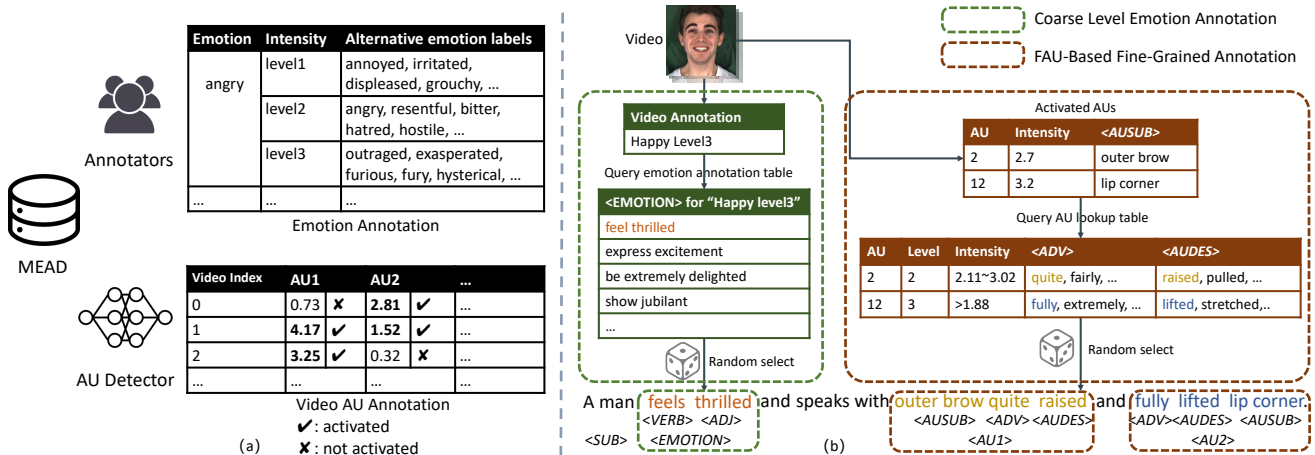 Annotators
MEAD
AU Detector
Emotion Intensity Alternative emotion labels
angry level1 annoyed, irritated, displeased, grouchy, ...
level2 angry, resentful, bitter, hatred, hostile, ...
level3 outraged, exasperated, furious, fury, hysterical, ...
... ... ...
Emotion Annotation
Video Index AU1 AU2 ...
0 0.73 ✘ 2.81 ✔ ...
1 4.17 ✔ 1.52 ✔ ...
2 3.25 ✔ 0.32 ✘ ...
... ... ... ...
Video AU Annotation
✔: activated
✘: not activated
(a)
Video
Coarse Level Emotion Annotation
FAU-Based Fine-Grained Annotation
Video Annotation
Happy Level3
Query emotion annotation table
<EMOTION> for "Happy level3"
feel thrilled
express excitement
be extremely delighted
show jubilant
...
Random select
Activated AUs
AU Intensity <AUSUB>
2 2.7 outer brow
12 3.2 lip corner
Query AU lookup table
AU Level Intensity <ADV> <AUDES>
2 2 2.11~3.02 quite, fairly, ... raised, pulled, ...
12 3 >1.88 fully, extremely, ... lifted, stretched,..
Random select
A man feels thrilled and speaks with outer brow quite raised and fully lifted lip corner.
<VERB> <ADJ> <AUSUB> <ADV> <AUDES> <ADV><AUDES> <AUSUB>
<SUB> <EMOTION> (b) <AU1> <AU2>